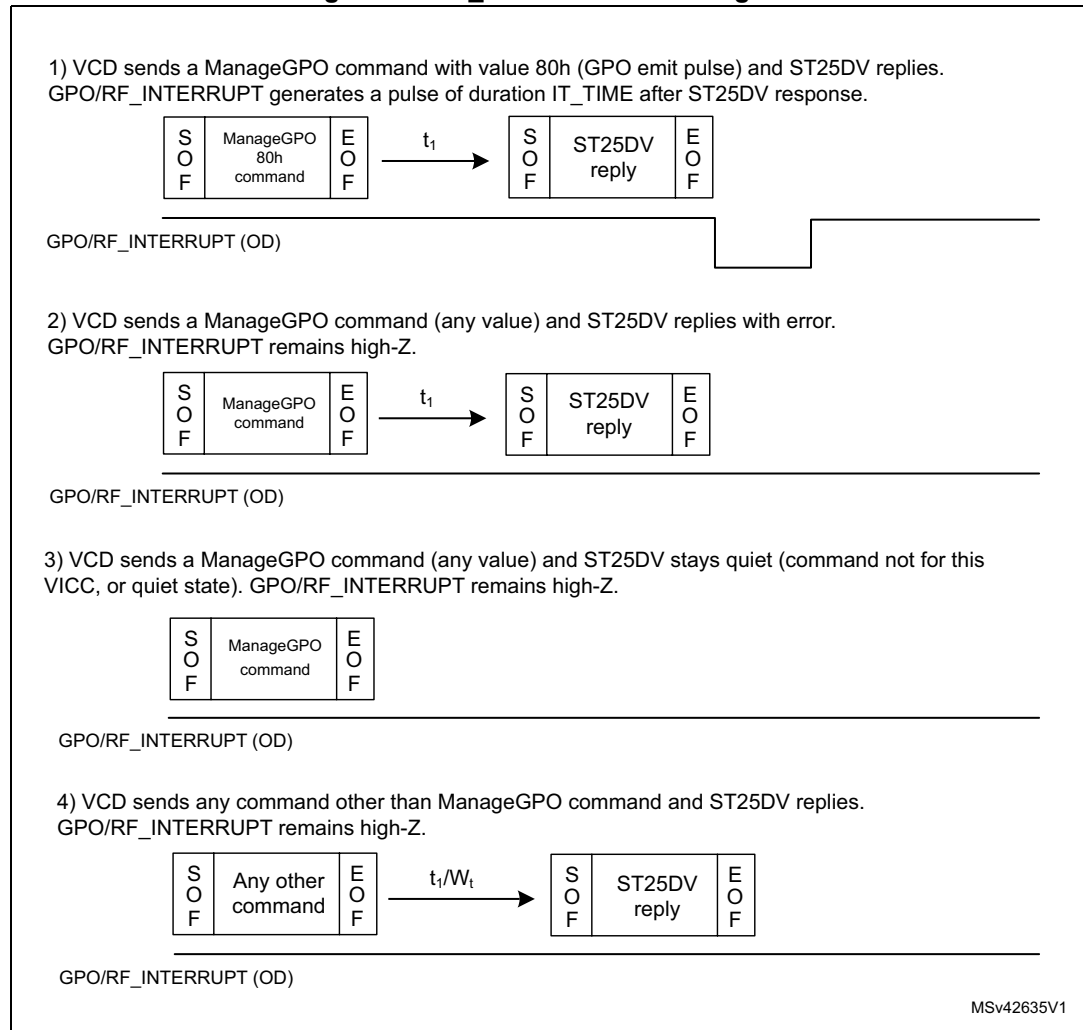 1) VCD sends a ManageGPO command with value 80h (GPO emit pulse) and ST25DV replies.
GPO/RF_INTERRUPT generates a pulse of duration IT_TIME after ST25DV response.
S
O
F
ManageGPO
80h
command
E
O
F
t1
S
O
F
ST25DV
reply
E
O
F
GPO/RF_INTERRUPT (OD)
2) VCD sends a ManageGPO command (any value) and ST25DV replies with error.
GPO/RF_INTERRUPT remains high-Z.
S
O
F
ManageGPO
command
E
O
F
t1
S
O
F
ST25DV
reply
E
O
F
GPO/RF_INTERRUPT (OD)
3) VCD sends a ManageGPO command (any value) and ST25DV stays quiet (command not for this
VICC, or quiet state). GPO/RF_INTERRUPT remains high-Z.
S
O
F
ManageGPO
command
E
O
F
GPO/RF_INTERRUPT (OD)
4) VCD sends any command other than ManageGPO command and ST25DV replies.
GPO/RF_INTERRUPT remains high-Z.
S
O
F
Any other
command
E
O
F
t1/Wt
S
O
F
ST25DV
reply
E
O
F
GPO/RF_INTERRUPT (OD)
MSv42635V1